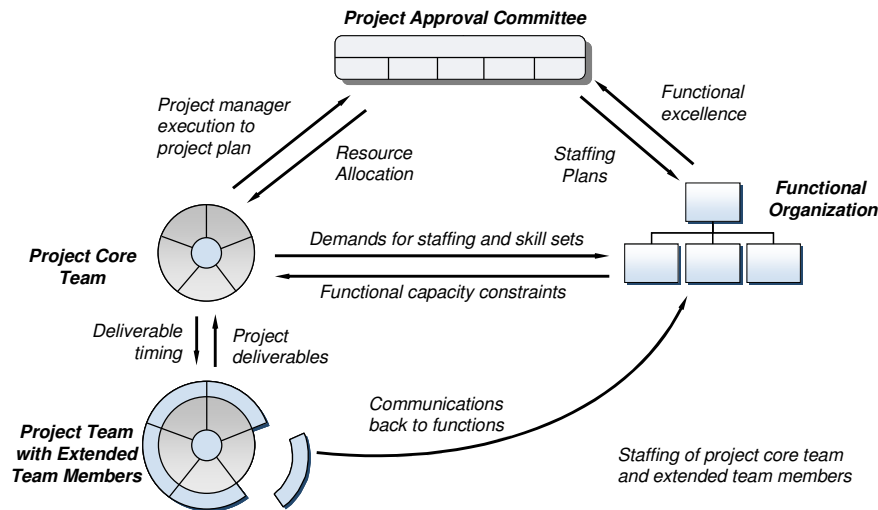 Project Approval Committee
Project manager
execution to
project plan
Resource
Allocation
Functional
excellence
Staffing
Plans
Functional
Organization
Project Core
Team
Demands for staffing and skill sets
Functional capacity constraints
Deliverable
timing
Project
deliverables
Project Team
with Extended
Team Members
Communications
back to functions
Staffing of project core team
and extended team members